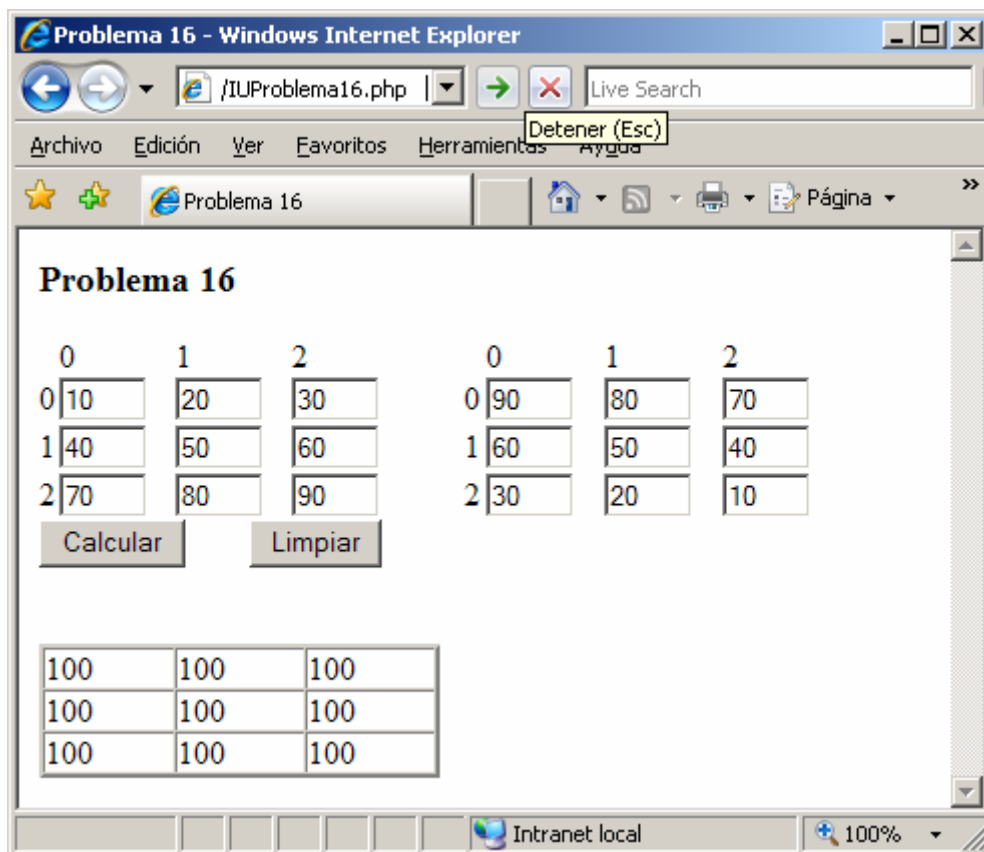 Problema 16 - Windows Internet Explorer
/IUProblema16.php Live Search
Detener (Esc)
Archivo Edición Ver Favoritos Herramientas Ayuda
Problema 16 Página »
Problema 16
0 1 2 0 1 2
0 10 20 30 0 90 80 70
1 40 50 60 1 60 50 40
2 70 80 90 2 30 20 10
Calcular Limpiar
100 100 100
100 100 100
100 100 100
Intranet local 100%